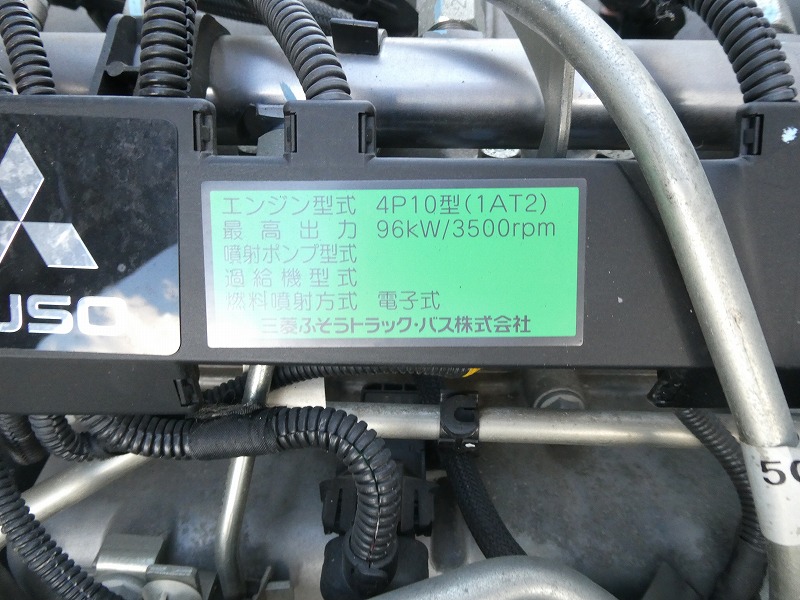 エンジン型式 4P10型(1AT2)
最高出力 96kW/3500rpm
噴射ポンプ型式
過給機型式
燃料噴射方式 電子式
三菱ふそうトラック・バス株式会社
USO